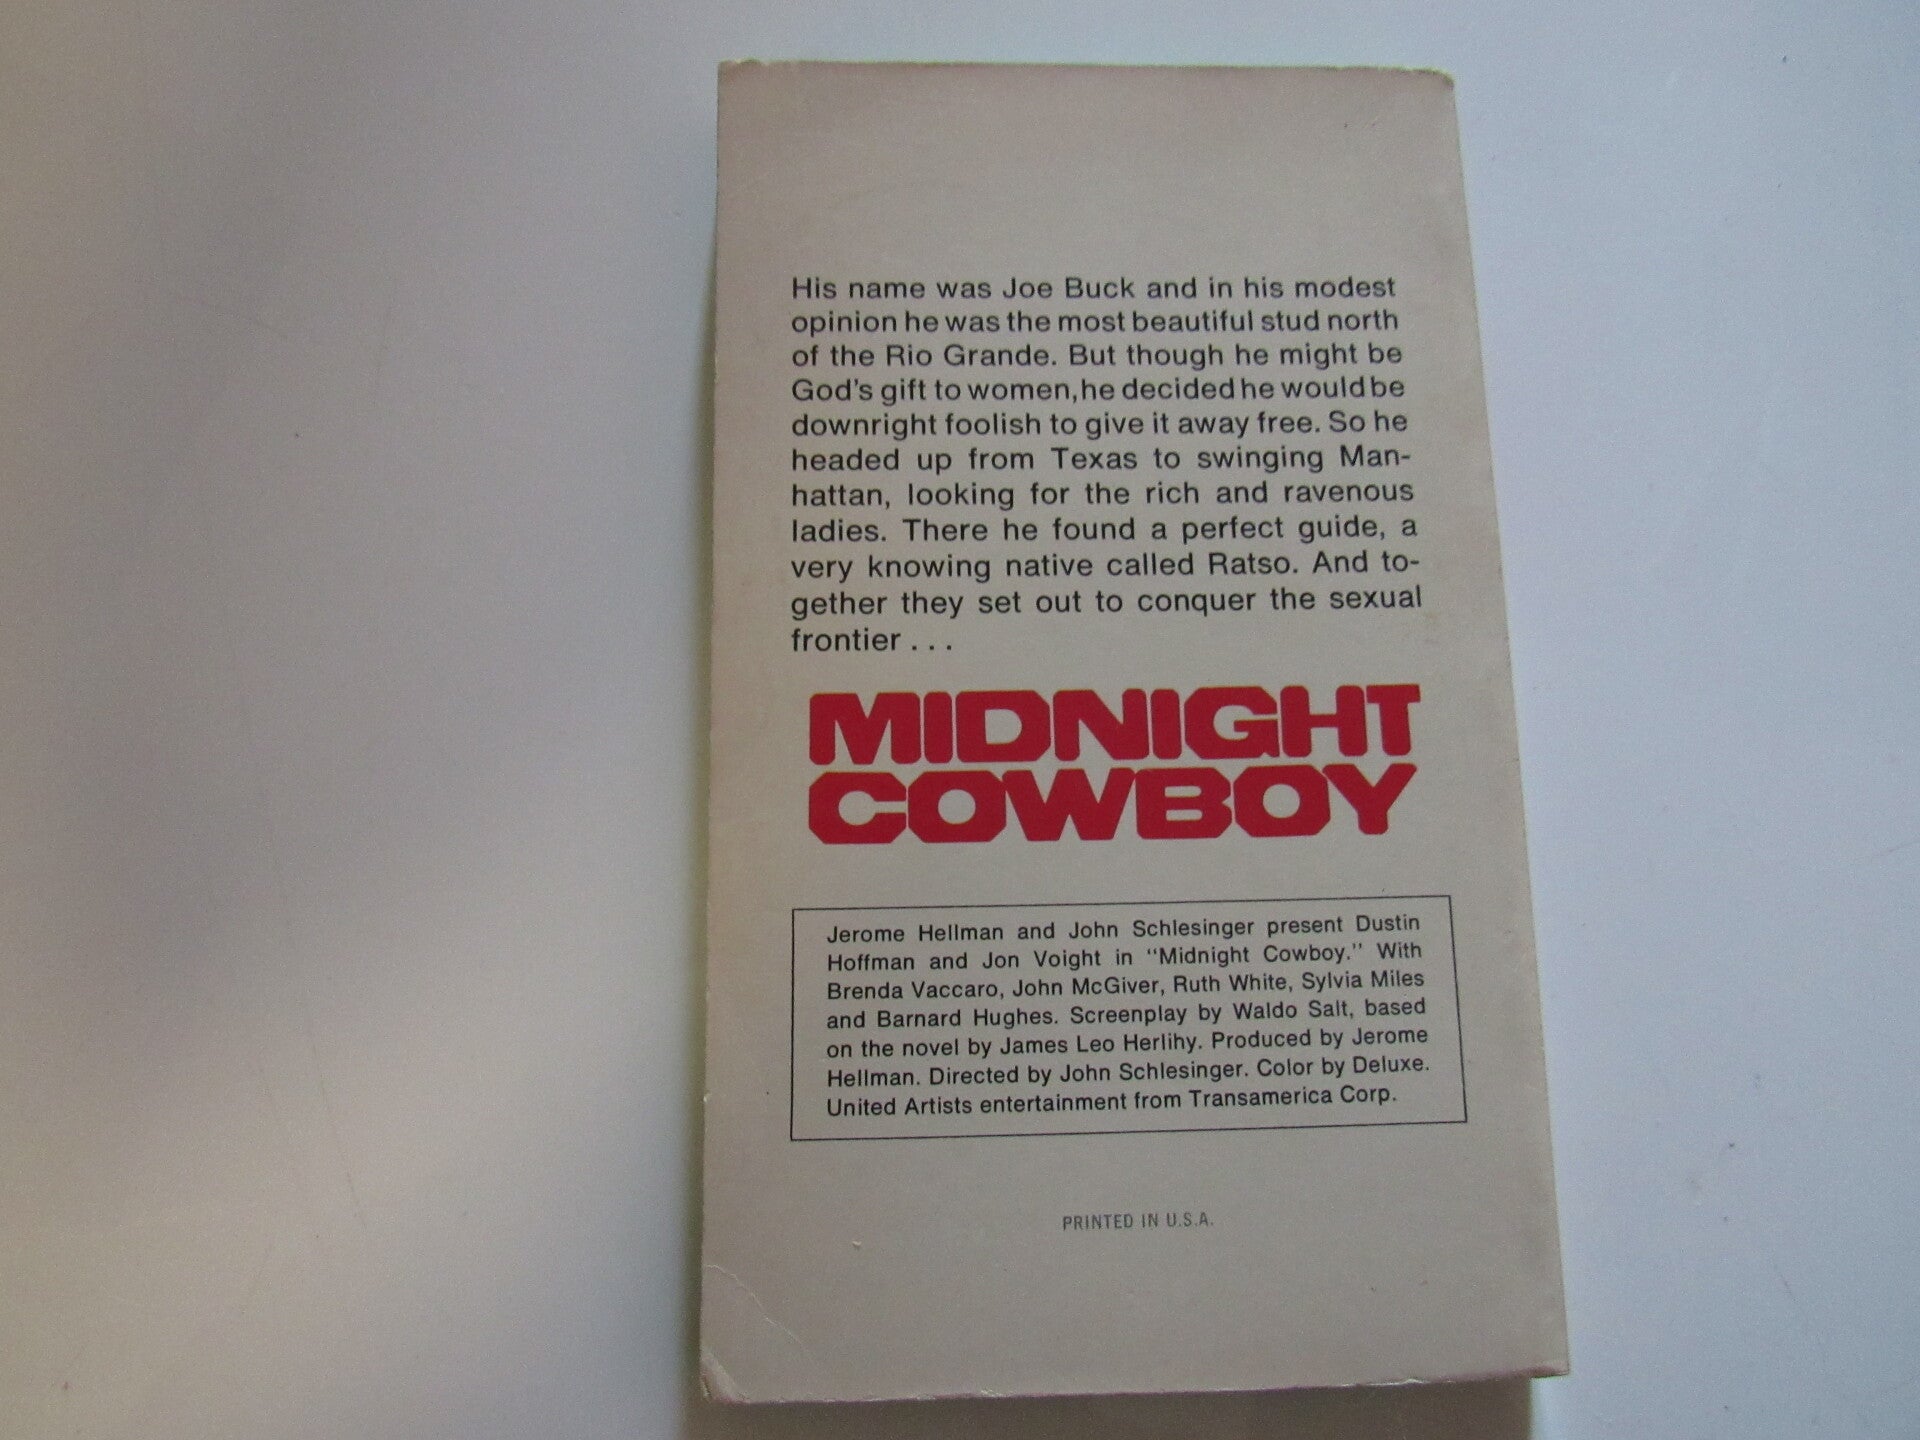 His name was Joe Buck and in his modest
opinion he was the most beautiful stud north
of the Rio Grande. But though he might be
God's gift to women, he decided he would be
downright foolish to give it away free. So he
headed up from Texas to swinging Man-
hattan, looking for the rich and ravenous
ladies. There he found a perfect guide, a
very knowing native called Ratso. And to-
gether they set out to conquer the sexual
frontier . . .
MIDNIGHT
COWBOY
Jerome Hellman and John Schlesinger present Dustin
Hoffman and Jon Voight in "Midnight Cowboy." With
Brenda Vaccaro, John McGiver, Ruth White, Sylvia Miles
and Barnard Hughes. Screenplay by Waldo Salt, based
on the novel by James Leo Herlihy. Produced by Jerome
Hellman. Directed by John Schlesinger. Color by Deluxe.
United Artists entertainment from Transamerica Corp.
PRINTED IN U.S.A.